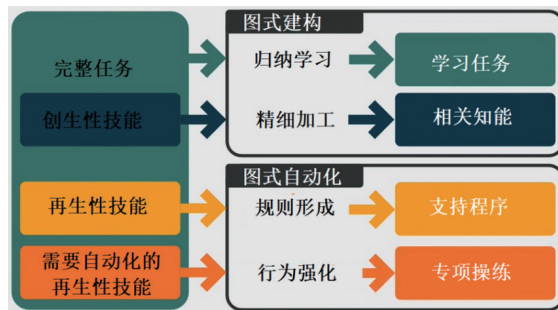 图式建构
完整任务
归纳学习
学习任务
创生性技能
精细加工
相关知能
图式自动化
再生性技能
规则形成
支持程序
需要自动化的
再生性技能
行为强化
专项操练